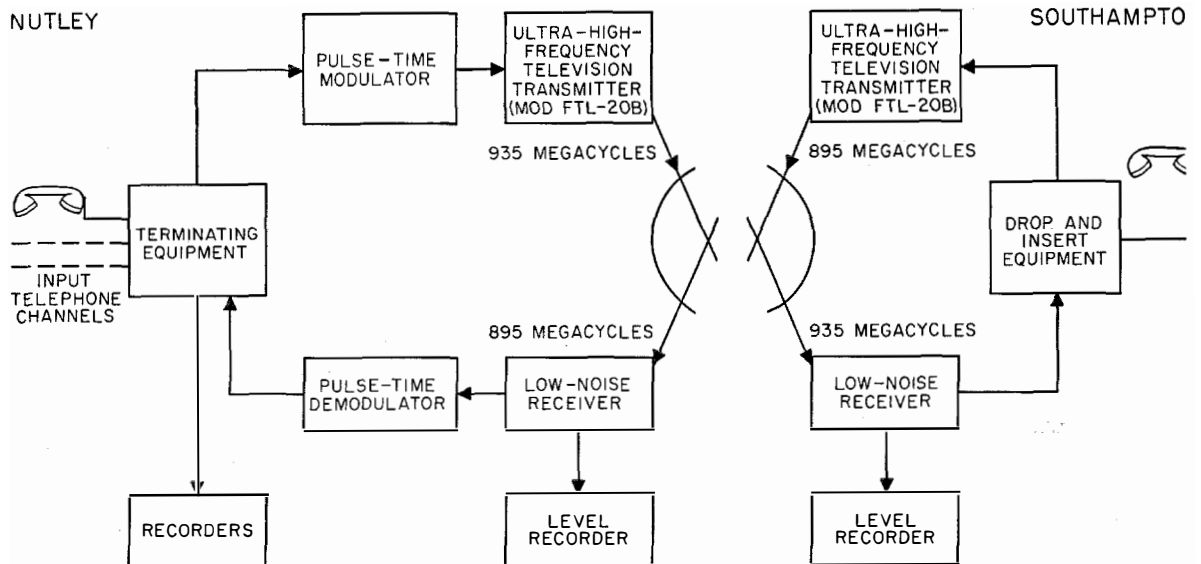 NUTLEY
SOUTHAMPTO
PULSE-TIME
MODULATOR
ULTRA-HIGH-
FREQUENCY
TELEVISION
TRANSMITTER
(MOD FTL-20B)
ULTRA-HIGH-
FREQUENCY
TELEVISION
TRANSMITTER
(MOD FTL-20B)
935 MEGACYCLES
895 MEGACYCLES
TERMINATING
EQUIPMENT
DROP AND
INSERT
EQUIPMENT
INPUT
TELEPHONE
CHANNELS
895 MEGACYCLES
935 MEGACYCLES
PULSE-TIME
DEMODULATOR
LOW-NOISE
RECEIVER
LOW-NOISE
RECEIVER
RECORDERS
LEVEL
RECORDER
LEVEL
RECORDER